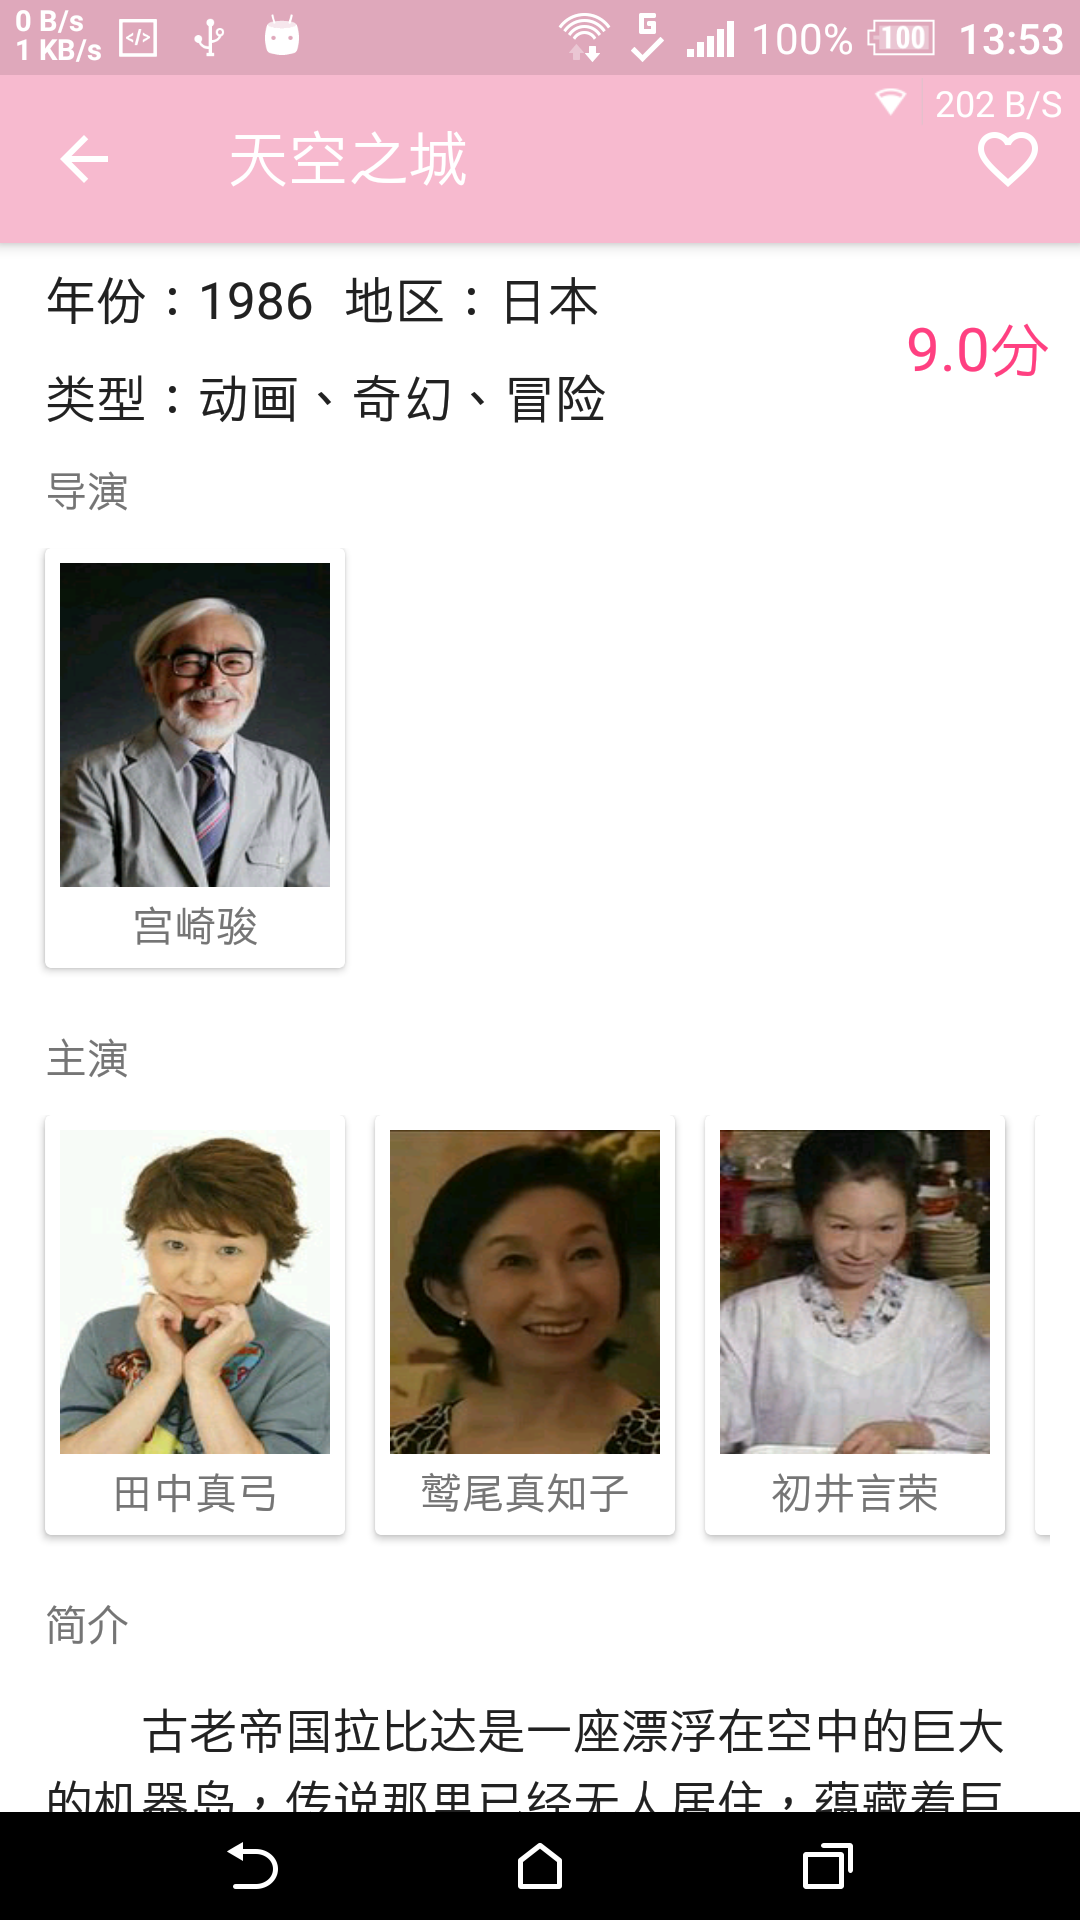 0 B/s
1 KB/s
100%
100
13:53
202 B/S
天空之城
年份：1986 地区：日本
9.0分
类型：动画、奇幻、冒险
导演
宫崎骏
主演
田中真弓
鹫尾真知子
初井言荣
简介
古老帝国拉比达是一座漂浮在空中的巨大
的机器岛，传说那里已经无人居住，蕴藏着巨